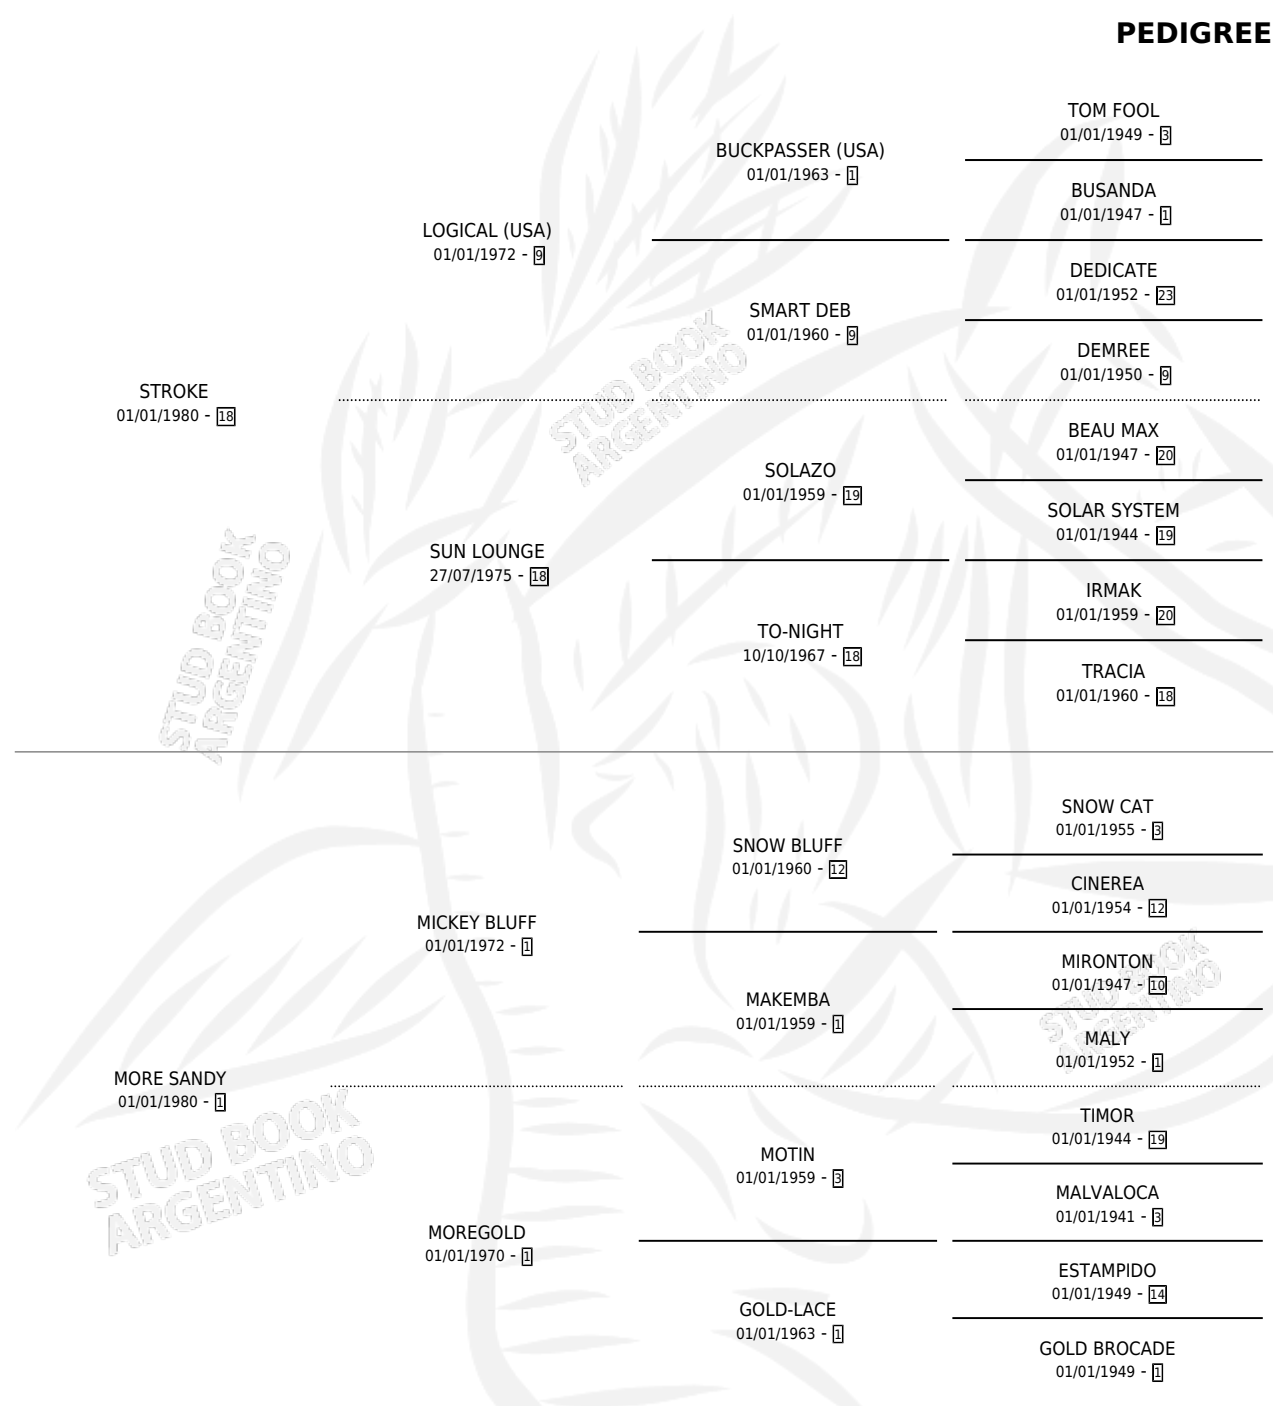 PEDIGREE
TOM FOOL
01/01/1949 - 3
BUCKPASSER (USA)
01/01/1963 - 1
BUSANDA
01/01/1947 - 1
LOGICAL (USA)
01/01/1972 - 9
DEDICATE
01/01/1952 - 23
SMART DEB
01/01/1960 - 9
DEMREE
01/01/1950 - 9
STROKE
01/01/1980 - 18
BEAU MAX
01/01/1947 - 20
SOLAZO
01/01/1959 - 19
SOLAR SYSTEM
01/01/1944 - 19
SUN LOUNGE
27/07/1975 - 18
IRMAK
01/01/1959 - 20
TO-NIGHT
10/10/1967 - 18
TRACIA
01/01/1960 - 18
SNOW CAT
01/01/1955 - 3
SNOW BLUFF
01/01/1960 - 12
CINEREA
01/01/1954 - 12
MICKEY BLUFF
01/01/1972 - 1
MIRONTON
01/01/1947 - 10
MAKEMBA
01/01/1959 - 1
MALY
01/01/1952 - 1
MORE SANDY
01/01/1980 - 1
TIMOR
01/01/1944 - 19
MOTIN
01/01/1959 - 3
MALVALOCA
01/01/1941 - 3
MOREGOLD
01/01/1970 - 1
ESTAMPIDO
01/01/1949 - 14
GOLD-LACE
01/01/1963 - 1
GOLD BROCADE
01/01/1949 - 1
STUD BOOK
ARGENTINO
STUD BOOK
ARGENTINO
STUD BOOK
ARGENTINO
STUD BOOK
ARGENTINO